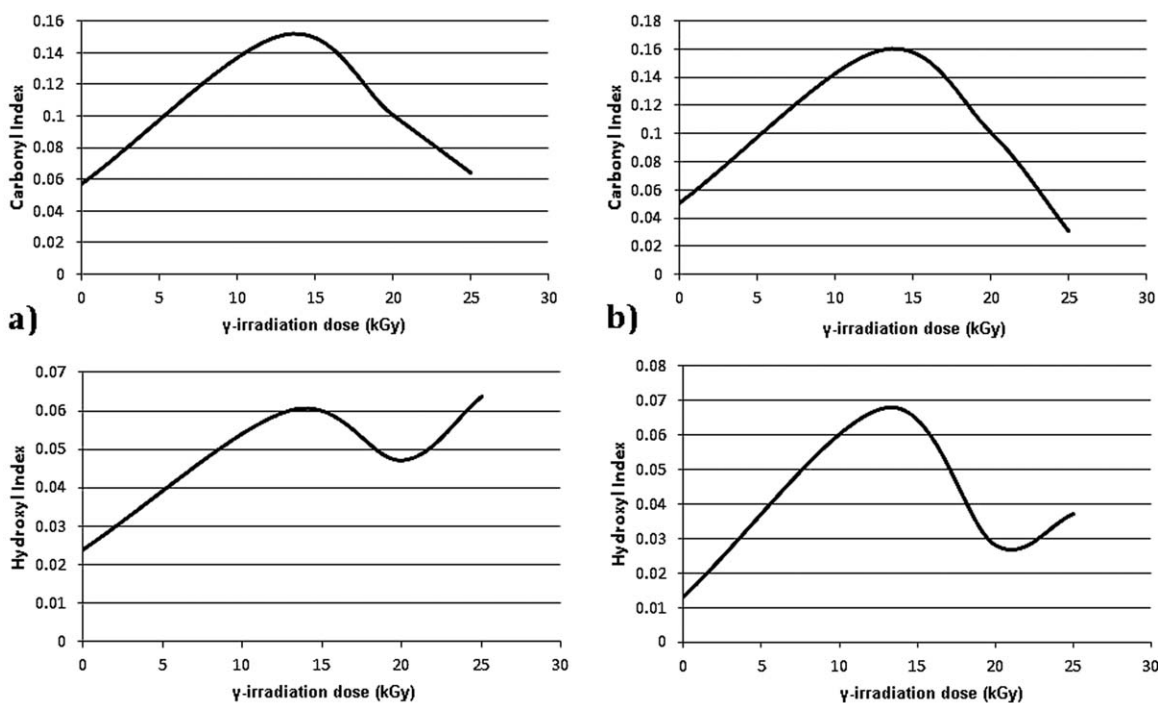 Carbonyl Index
0.16
0.14
0.12
0.1
0.08
0.06
0.04
0.02
0
0 5 10 15 20 25 30
γ-irradiation dose (kGy)
a)
Carbonyl Index
0.18
0.16
0.14
0.12
0.1
0.08
0.06
0.04
0.02
0
0 5 10 15 20 25 30
γ-irradiation dose (kGy)
b)
Hydroxyl Index
0.07
0.06
0.05
0.04
0.03
0.02
0.01
0
0 5 10 15 20 25 30
γ-irradiation dose (kGy)
Hydroxyl Index
0.08
0.07
0.06
0.05
0.04
0.03
0.02
0.01
0
0 5 10 15 20 25 30
γ-irradiation dose (kGy)